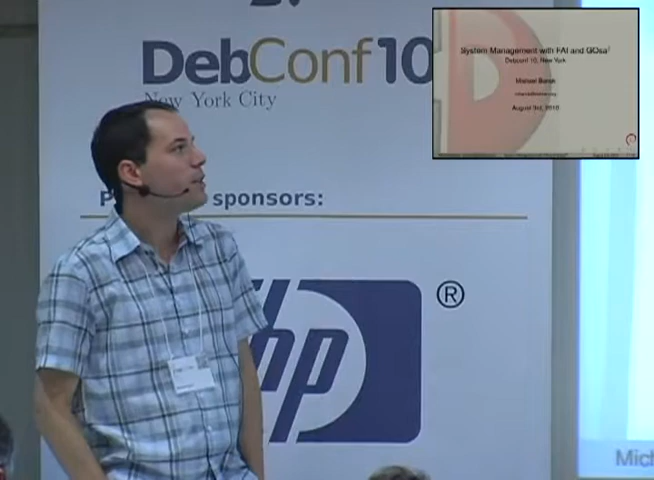 DebConf10
New York City
System Management with FAI and GOsa²
Debconf 10, New York
Michael Banck
August 3rd, 2010
sponsors:
hp ®
Mich